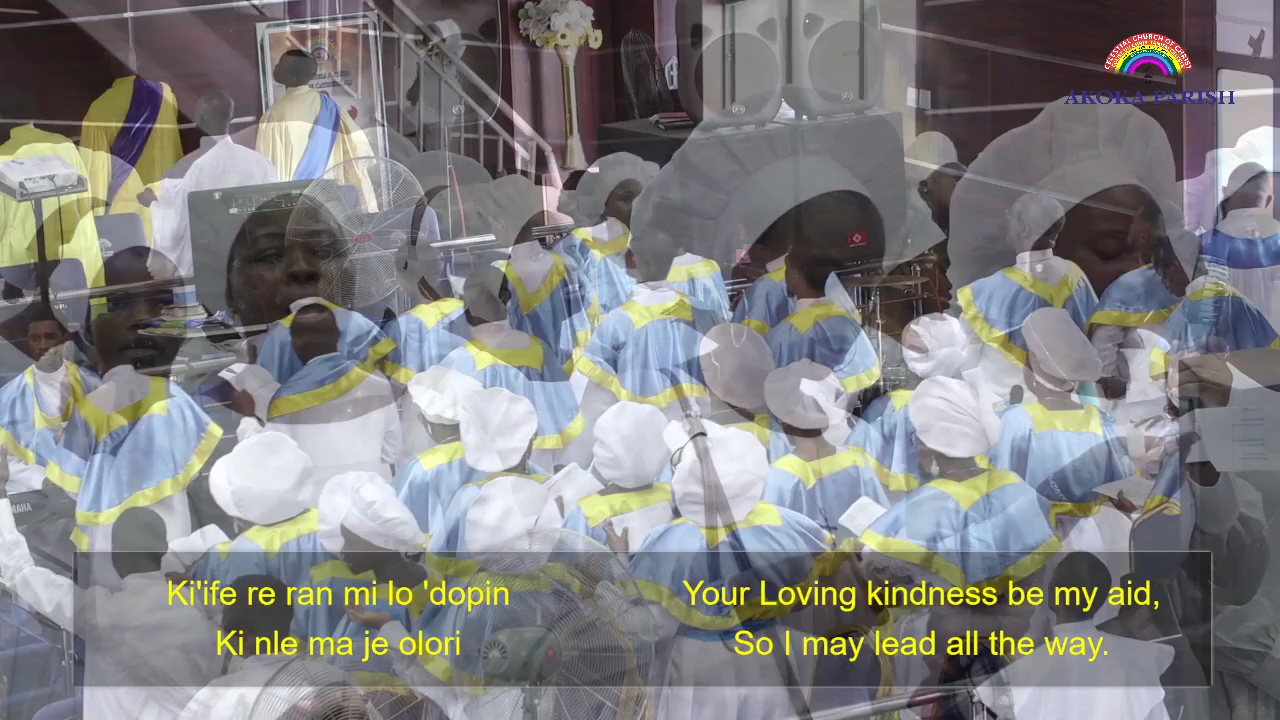 CELESTIAL CHURCH OF CHRIST
AKOKA PARISH
YAMAHA
Ki'ife re ran mi lo 'dopin
Ki nle ma je olori
Your Loving kindness be my aid,
So I may lead all the way.